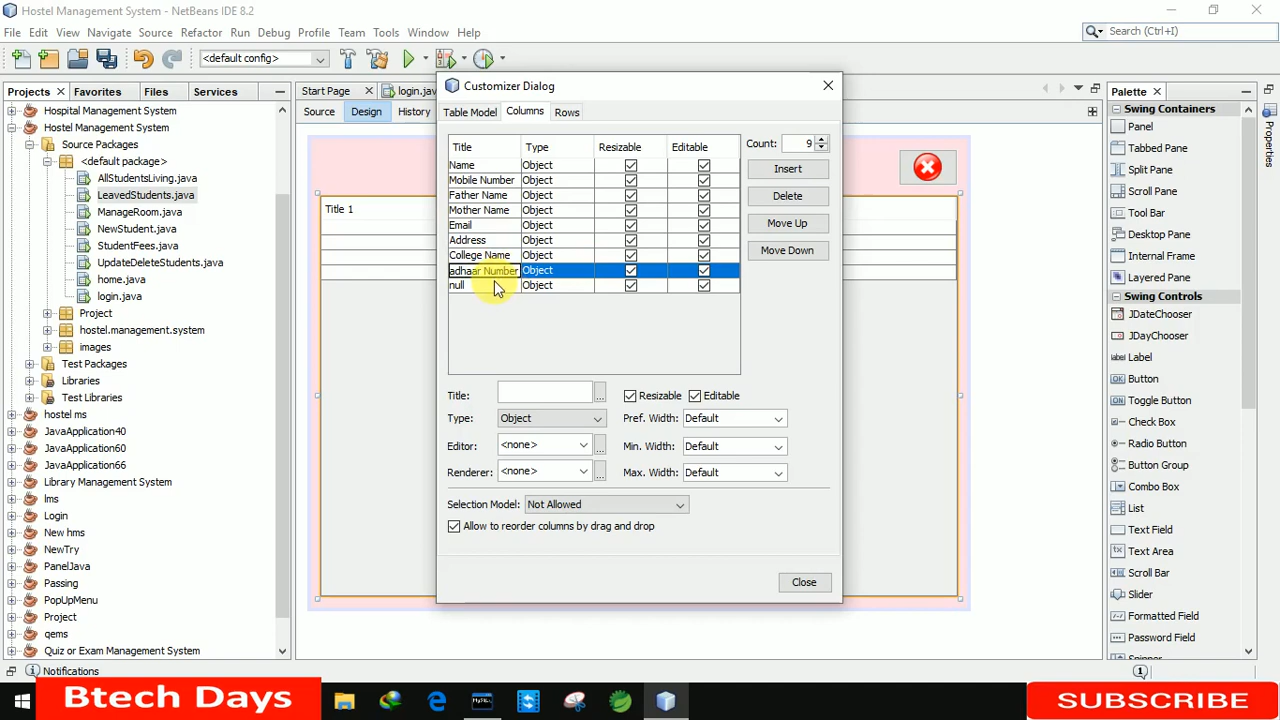 Hostel Management System - NetBeans IDE 8.2
File Edit View Navigate Source Refactor Run Debug Profile Team Tools Window Help
Search (Ctrl+I)
<default config>
Projects Favorites Files Services
Hospital Management System
Hostel Management System
Source Packages
<default package>
AllStudentsLiving.java
LeavedStudents.java
ManageRoom.java
NewStudent.java
StudentFees.java
UpdateDeleteStudents.java
home.java
login.java
Project
hostel.management.system
images
Test Packages
Libraries
Test Libraries
hostel ms
JavaApplication40
JavaApplication60
JavaApplication66
Library Management System
lms
Login
New hms
NewTry
PanelJava
Passing
PopUpMenu
Project
qems
Quiz or Exam Management System
Notifications
Start Page login.jav
Source Design History
Title 1
Customizer Dialog
Table Model Columns Rows
Title Type Resizable Editable
Name Object
Mobile Number Object
Father Name Object
Mother Name Object
Email Object
Address Object
College Name Object
adhaar Number Object
null Object
Count: 9
Insert
Delete
Move Up
Move Down
Title: ... Resizable Editable
Type: Object Pref. Width: Default
Editor: <none> ... Min. Width: Default
Renderer: <none> ... Max. Width: Default
Selection Model: Not Allowed
Allow to reorder columns by drag and drop
Close
Palette
Swing Containers
Panel
Tabbed Pane
Split Pane
Scroll Pane
Tool Bar
Desktop Pane
Internal Frame
Layered Pane
Swing Controls
JDateChooser
JDayChooser
Label
OK Button
Toggle Button
Check Box
Radio Button
Button Group
Combo Box
List
Text Field
Text Area
Scroll Bar
Slider
Formatted Field
Password Field
Properties
1
Btech Days
SUBSCRIBE